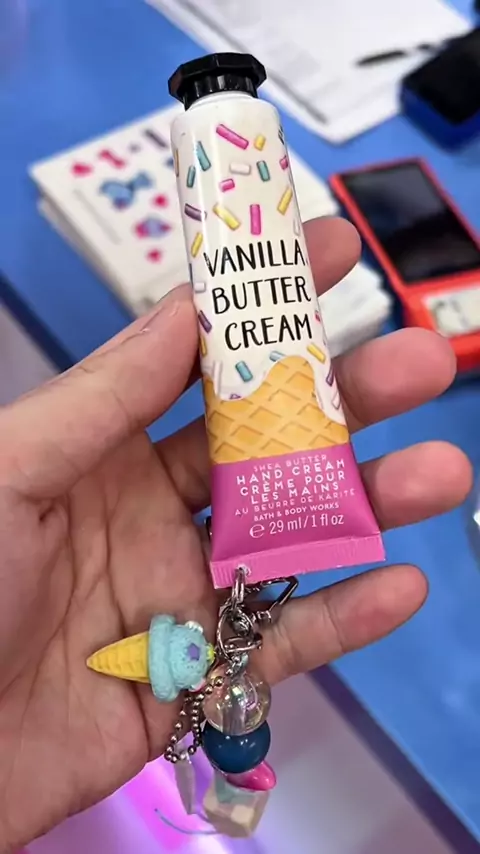 VANILLA
BUTTER
CREAM
SHEA BUTTER
HAND CREAM
CRÈME POUR
LES MAINS
AU BEURRE DE KARITÉ
BATH & BODY WORKS
℮ 29 ml/1 fl oz